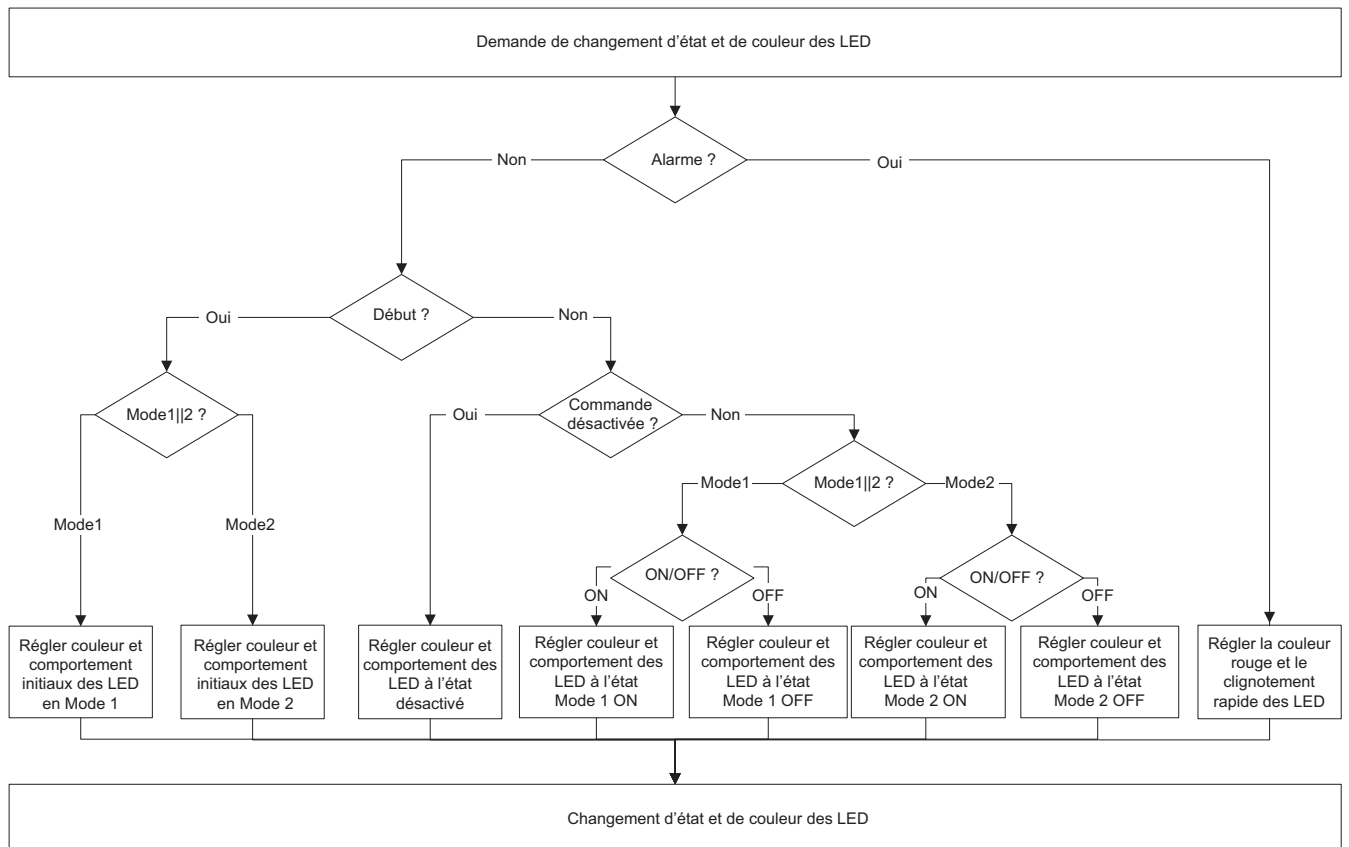 Demande de changement d'état et de couleur des LED
Alarme ?
Non
Oui
Début ?
Oui
Non
Mode1||2 ?
Commande
désactivée ?
Oui
Non
Mode1||2 ?
Mode1
Mode2
Mode1
Mode2
ON/OFF ?
ON/OFF ?
ON
OFF
ON
OFF
Régler couleur et
comportement
initiaux des LED
en Mode 1
Régler couleur et
comportement
initiaux des LED
en Mode 2
Régler couleur et
comportement des
LED à l'état
désactivé
Régler couleur et
comportement des
LED à l'état
Mode 1 ON
Régler couleur et
comportement des
LED à l'état
Mode 1 OFF
Régler couleur et
comportement des
LED à l'état
Mode 2 ON
Régler couleur et
comportement des
LED à l'état
Mode 2 OFF
Régler la couleur
rouge et le
clignotement
rapide des LED
Changement d'état et de couleur des LED